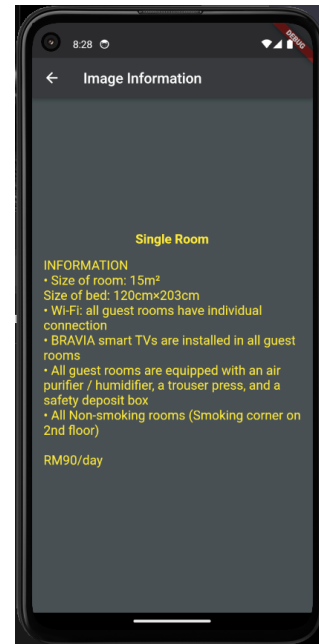 8:28
DEBUG
← Image Information
Single Room
INFORMATION
• Size of room: 15m²
Size of bed: 120cm×203cm
• Wi-Fi: all guest rooms have individual
connection
• BRAVIA smart TVs are installed in all guest
rooms
• All guest rooms are equipped with an air
purifier / humidifier, a trouser press, and a
safety deposit box
• All Non-smoking rooms (Smoking corner on
2nd floor)
RM90/day